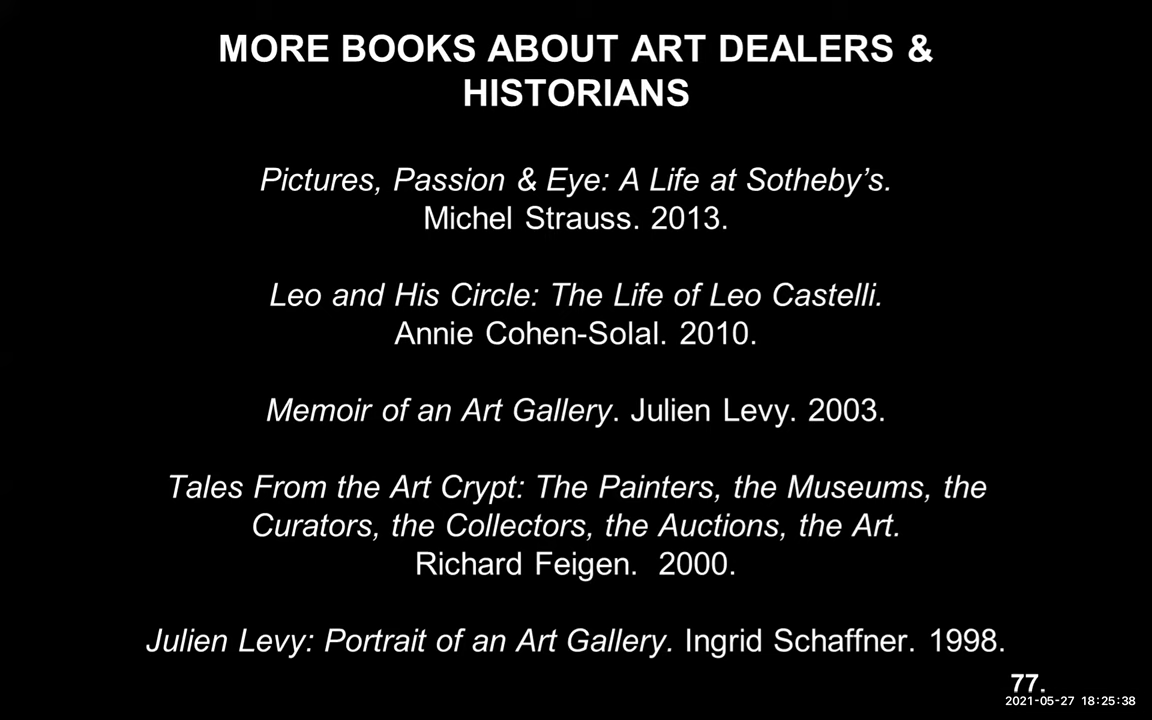 MORE BOOKS ABOUT ART DEALERS &
HISTORIANS
Pictures, Passion & Eye: A Life at Sotheby’s.
Michel Strauss. 2013.
Leo and His Circle: The Life of Leo Castelli.
Annie Cohen-Solal. 2010.
Memoir of an Art Gallery. Julien Levy. 2003.
Tales From the Art Crypt: The Painters, the Museums, the
Curators, the Collectors, the Auctions, the Art.
Richard Feigen.  2000.
Julien Levy: Portrait of an Art Gallery. Ingrid Schaffner. 1998.
77.
2021-05-27 18:25:38